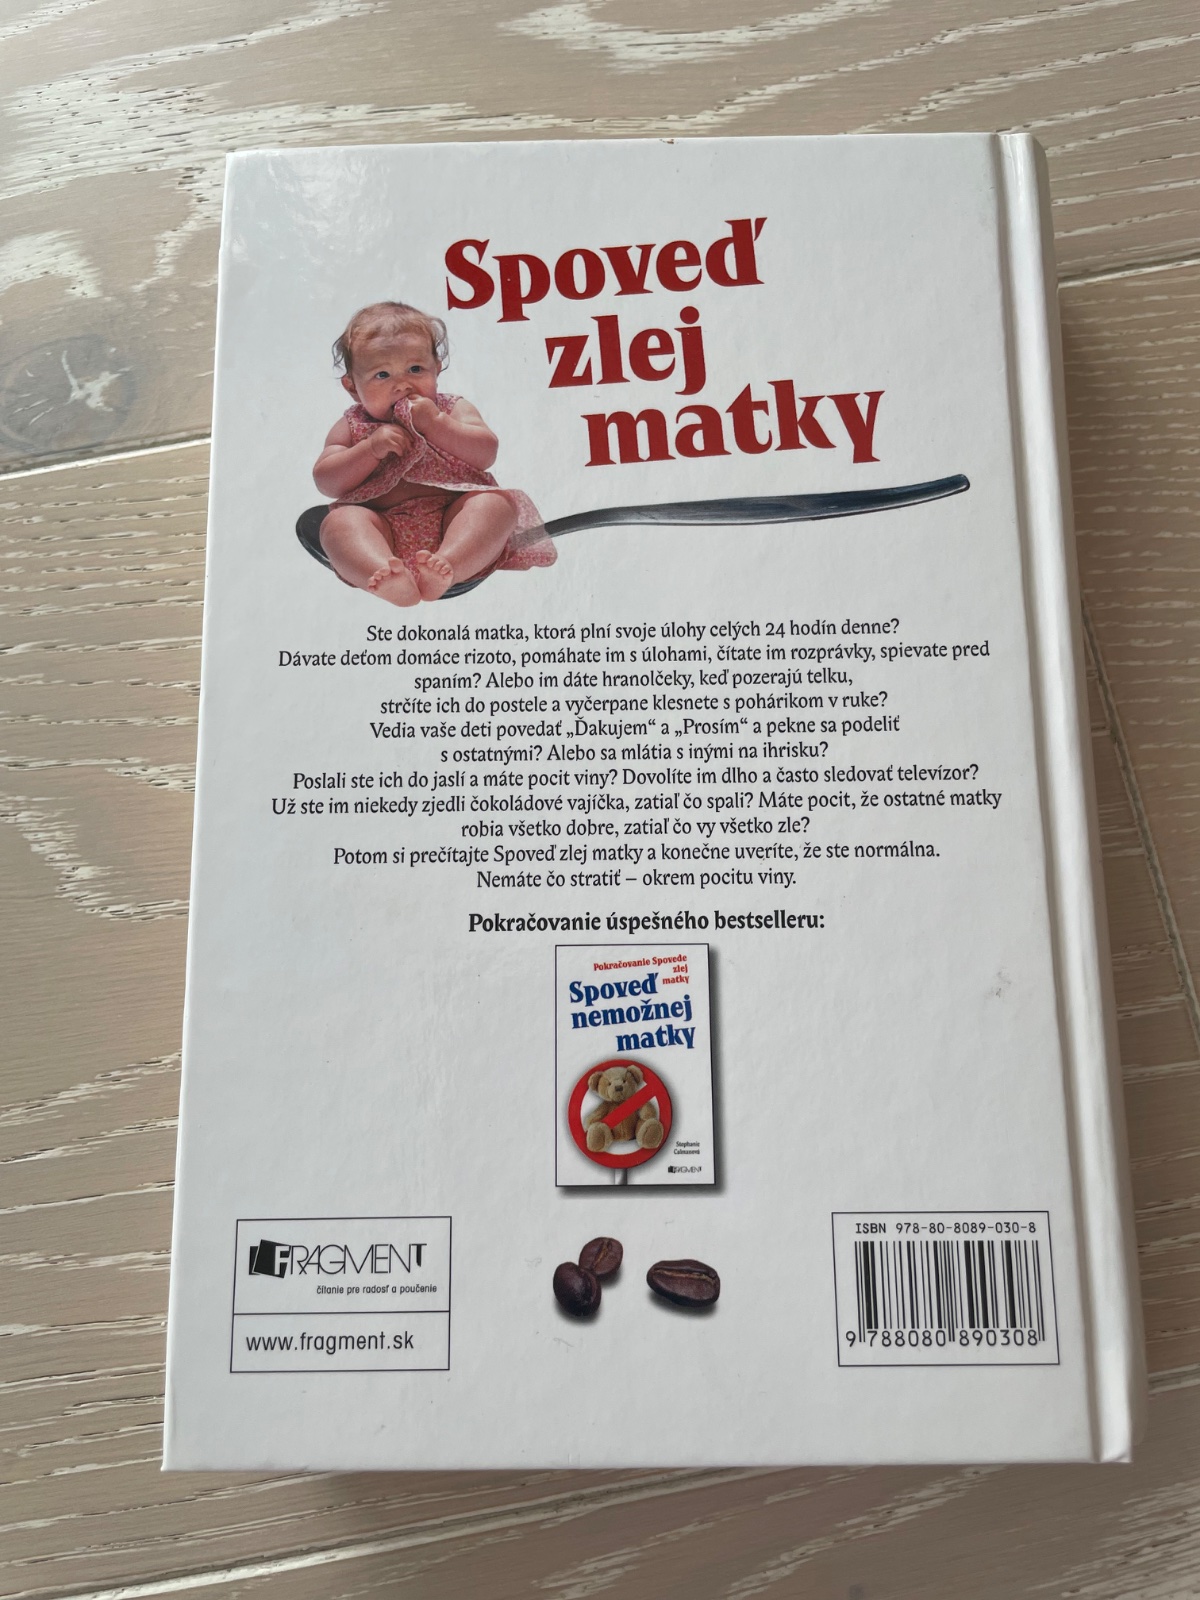 Spoveď
zlej
matky
Ste dokonalá matka, ktorá plní svoje úlohy celých 24 hodín denne?
Dávate deťom domáce rizoto, pomáhate im s úlohami, čítate im rozprávky, spievate pred
spaním? Alebo im dáte hranolčeky, keď pozerajú telku,
strčíte ich do postele a vyčerpane klesnete s pohárikom v ruke?
Vedia vaše deti povedať „Ďakujem“ a „Prosím“ a pekne sa podeliť
s ostatnými? Alebo sa mlátia s inými na ihrisku?
Poslali ste ich do jaslí a máte pocit viny? Dovolíte im dlho a často sledovať televízor?
Už ste im niekedy zjedli čokoládové vajíčka, zatiaľ čo spali? Máte pocit, že ostatné matky
robia všetko dobre, zatiaľ čo vy všetko zle?
Potom si prečítajte Spoveď zlej matky a konečne uveríte, že ste normálna.
Nemáte čo stratiť – okrem pocitu viny.
Pokračovanie úspešného bestselleru:
Pokračovanie Spovede
zlej
matky
Spoveď
nemožnej
matky
Stephanie
Calmanová
FRAGMENT
FRAGMENT
čítanie pre radosť a poučenie
www.fragment.sk
ISBN 978-80-8089-030-8
9 788080 890308